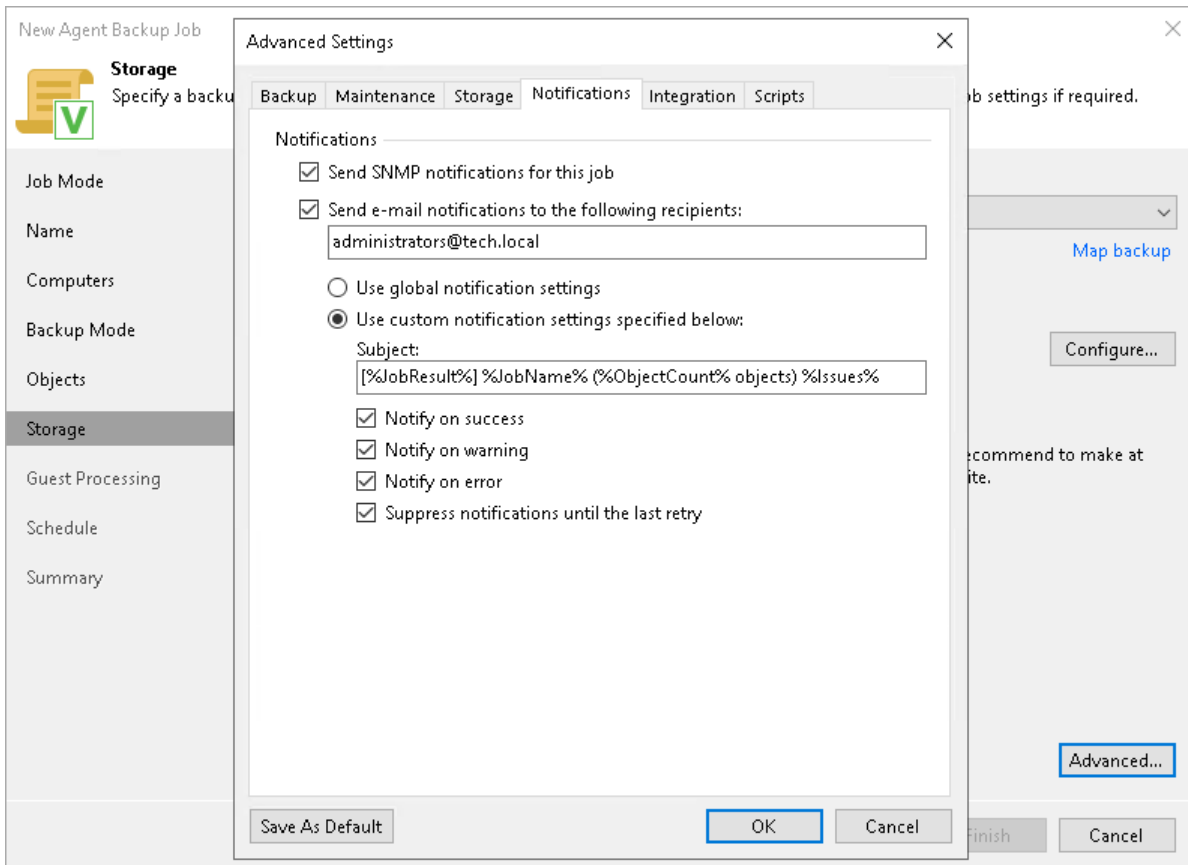 New Agent Backup Job
Storage
Specify a backu
b settings if required.
Job Mode
Name
Computers
Backup Mode
Objects
Storage
Guest Processing
Schedule
Summary
Advanced Settings
Backup Maintenance Storage Notifications Integration Scripts
Notifications
Send SNMP notifications for this job
Send e-mail notifications to the following recipients:
administrators@tech.local
Use global notification settings
Use custom notification settings specified below:
Subject:
[%JobResult%] %JobName% (%ObjectCount% objects) %Issues%
Notify on success
Notify on warning
Notify on error
Suppress notifications until the last retry
Save As Default
OK
Cancel
Map backup
Configure...
ecommend to make at
ite.
Advanced...
inish
Cancel